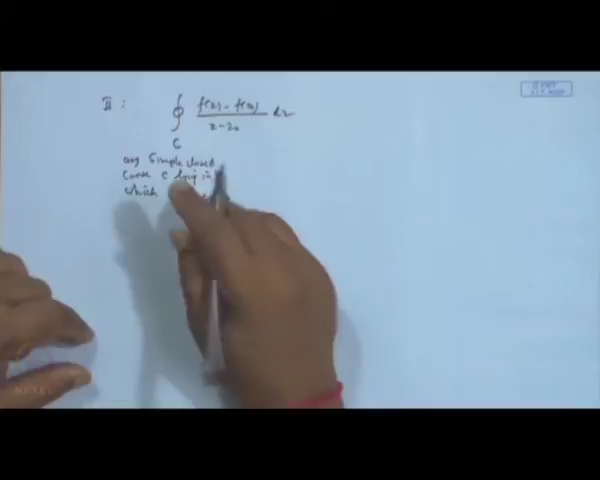 II : ∮ f(z) - f(z₀) / z - z₀ dz
C
any Simple closed
Curve C lying in
which